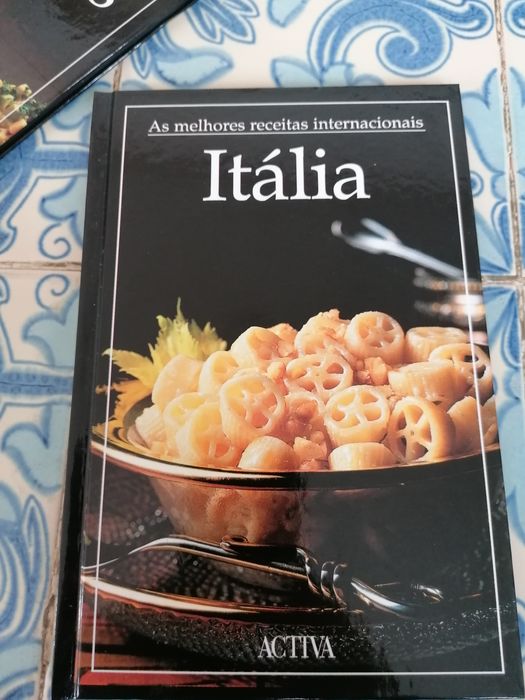 As melhores receitas internacionais
Itália
ACTIVA